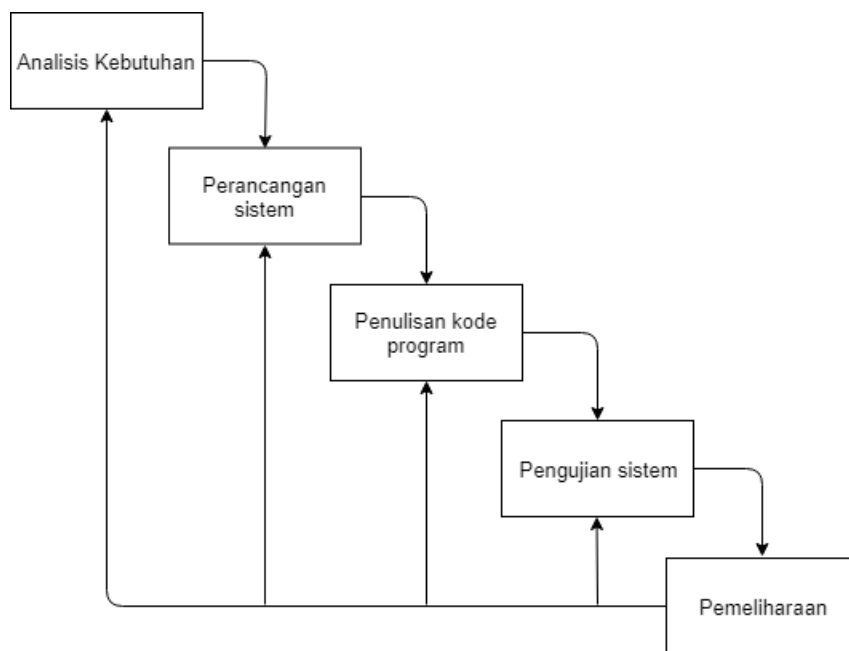 Analisis Kebutuhan
Perancangan
sistem
Penulisan kode
program
Pengujian sistem
Pemeliharaan